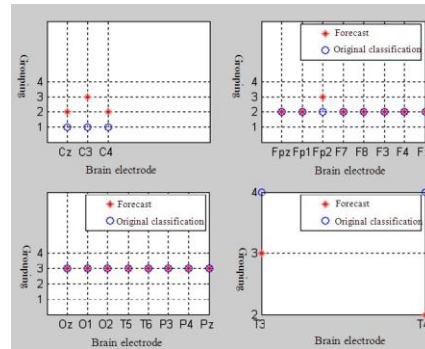 Grouping
4
3
2
1
Cz C3 C4
Brain electrode
Forecast
Original classification
Grouping
4
3
2
1
Fpz Fp1 Fp2 F7 F8 F3 F4
Brain electrode
Forecast
Original classification
Grouping
4
3
2
1
Oz O1 O2 T5 T6 P3 P4 Pz
Brain electrode
Forecast
Original classification
Grouping
4
3
2
T3
Brain electrode